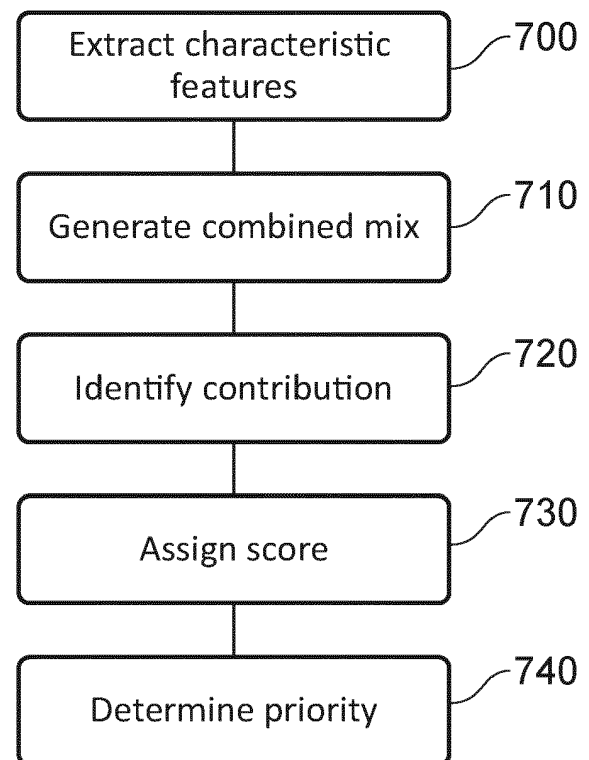 Extract characteristic
features
700
Generate combined mix
710
Identify contribution
720
Assign score
730
Determine priority
740